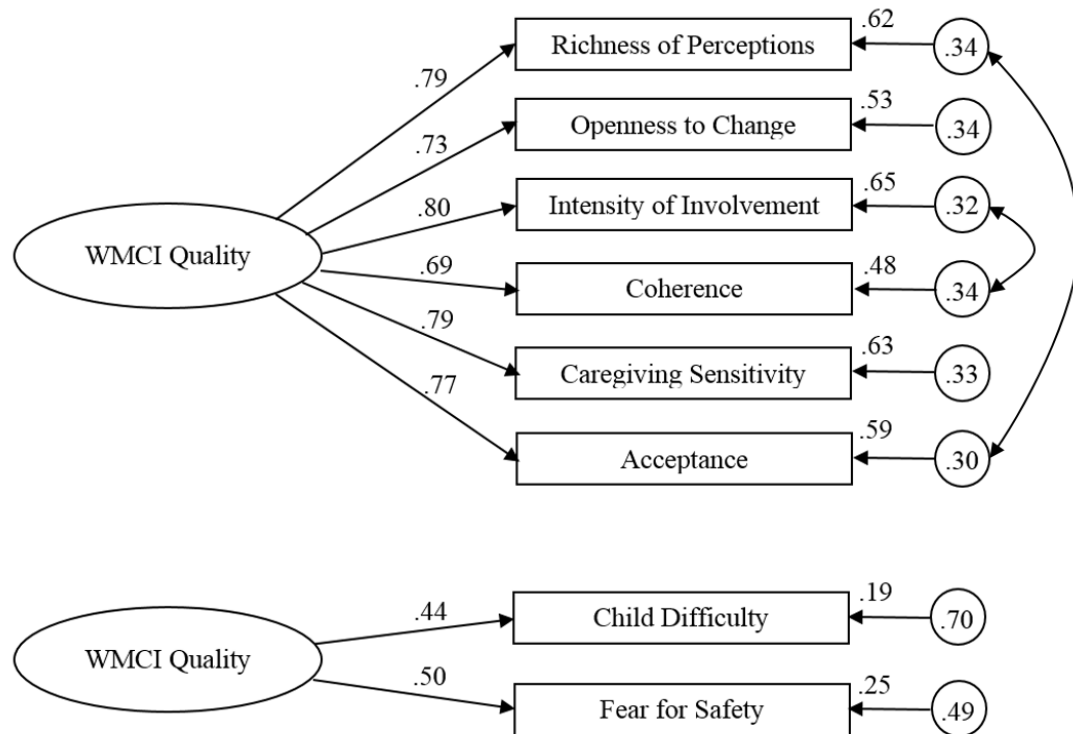 .62
Richness of Perceptions
.34
.79
.53
Openness to Change
.34
.73
.65
Intensity of Involvement
.32
.80
WMCI Quality
.69
.48
Coherence
.34
.79
.63
Caregiving Sensitivity
.33
.77
.59
Acceptance
.30
.19
.44
Child Difficulty
.70
WMCI Quality
.50
.25
Fear for Safety
.49